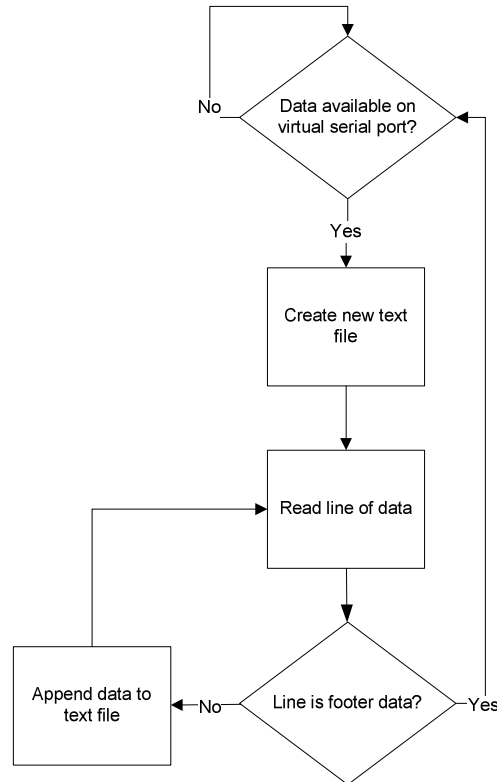 No
Data available on
virtual serial port?
Yes
Create new text
file
Read line of data
Append data to
text file
No
Line is footer data?
Yes